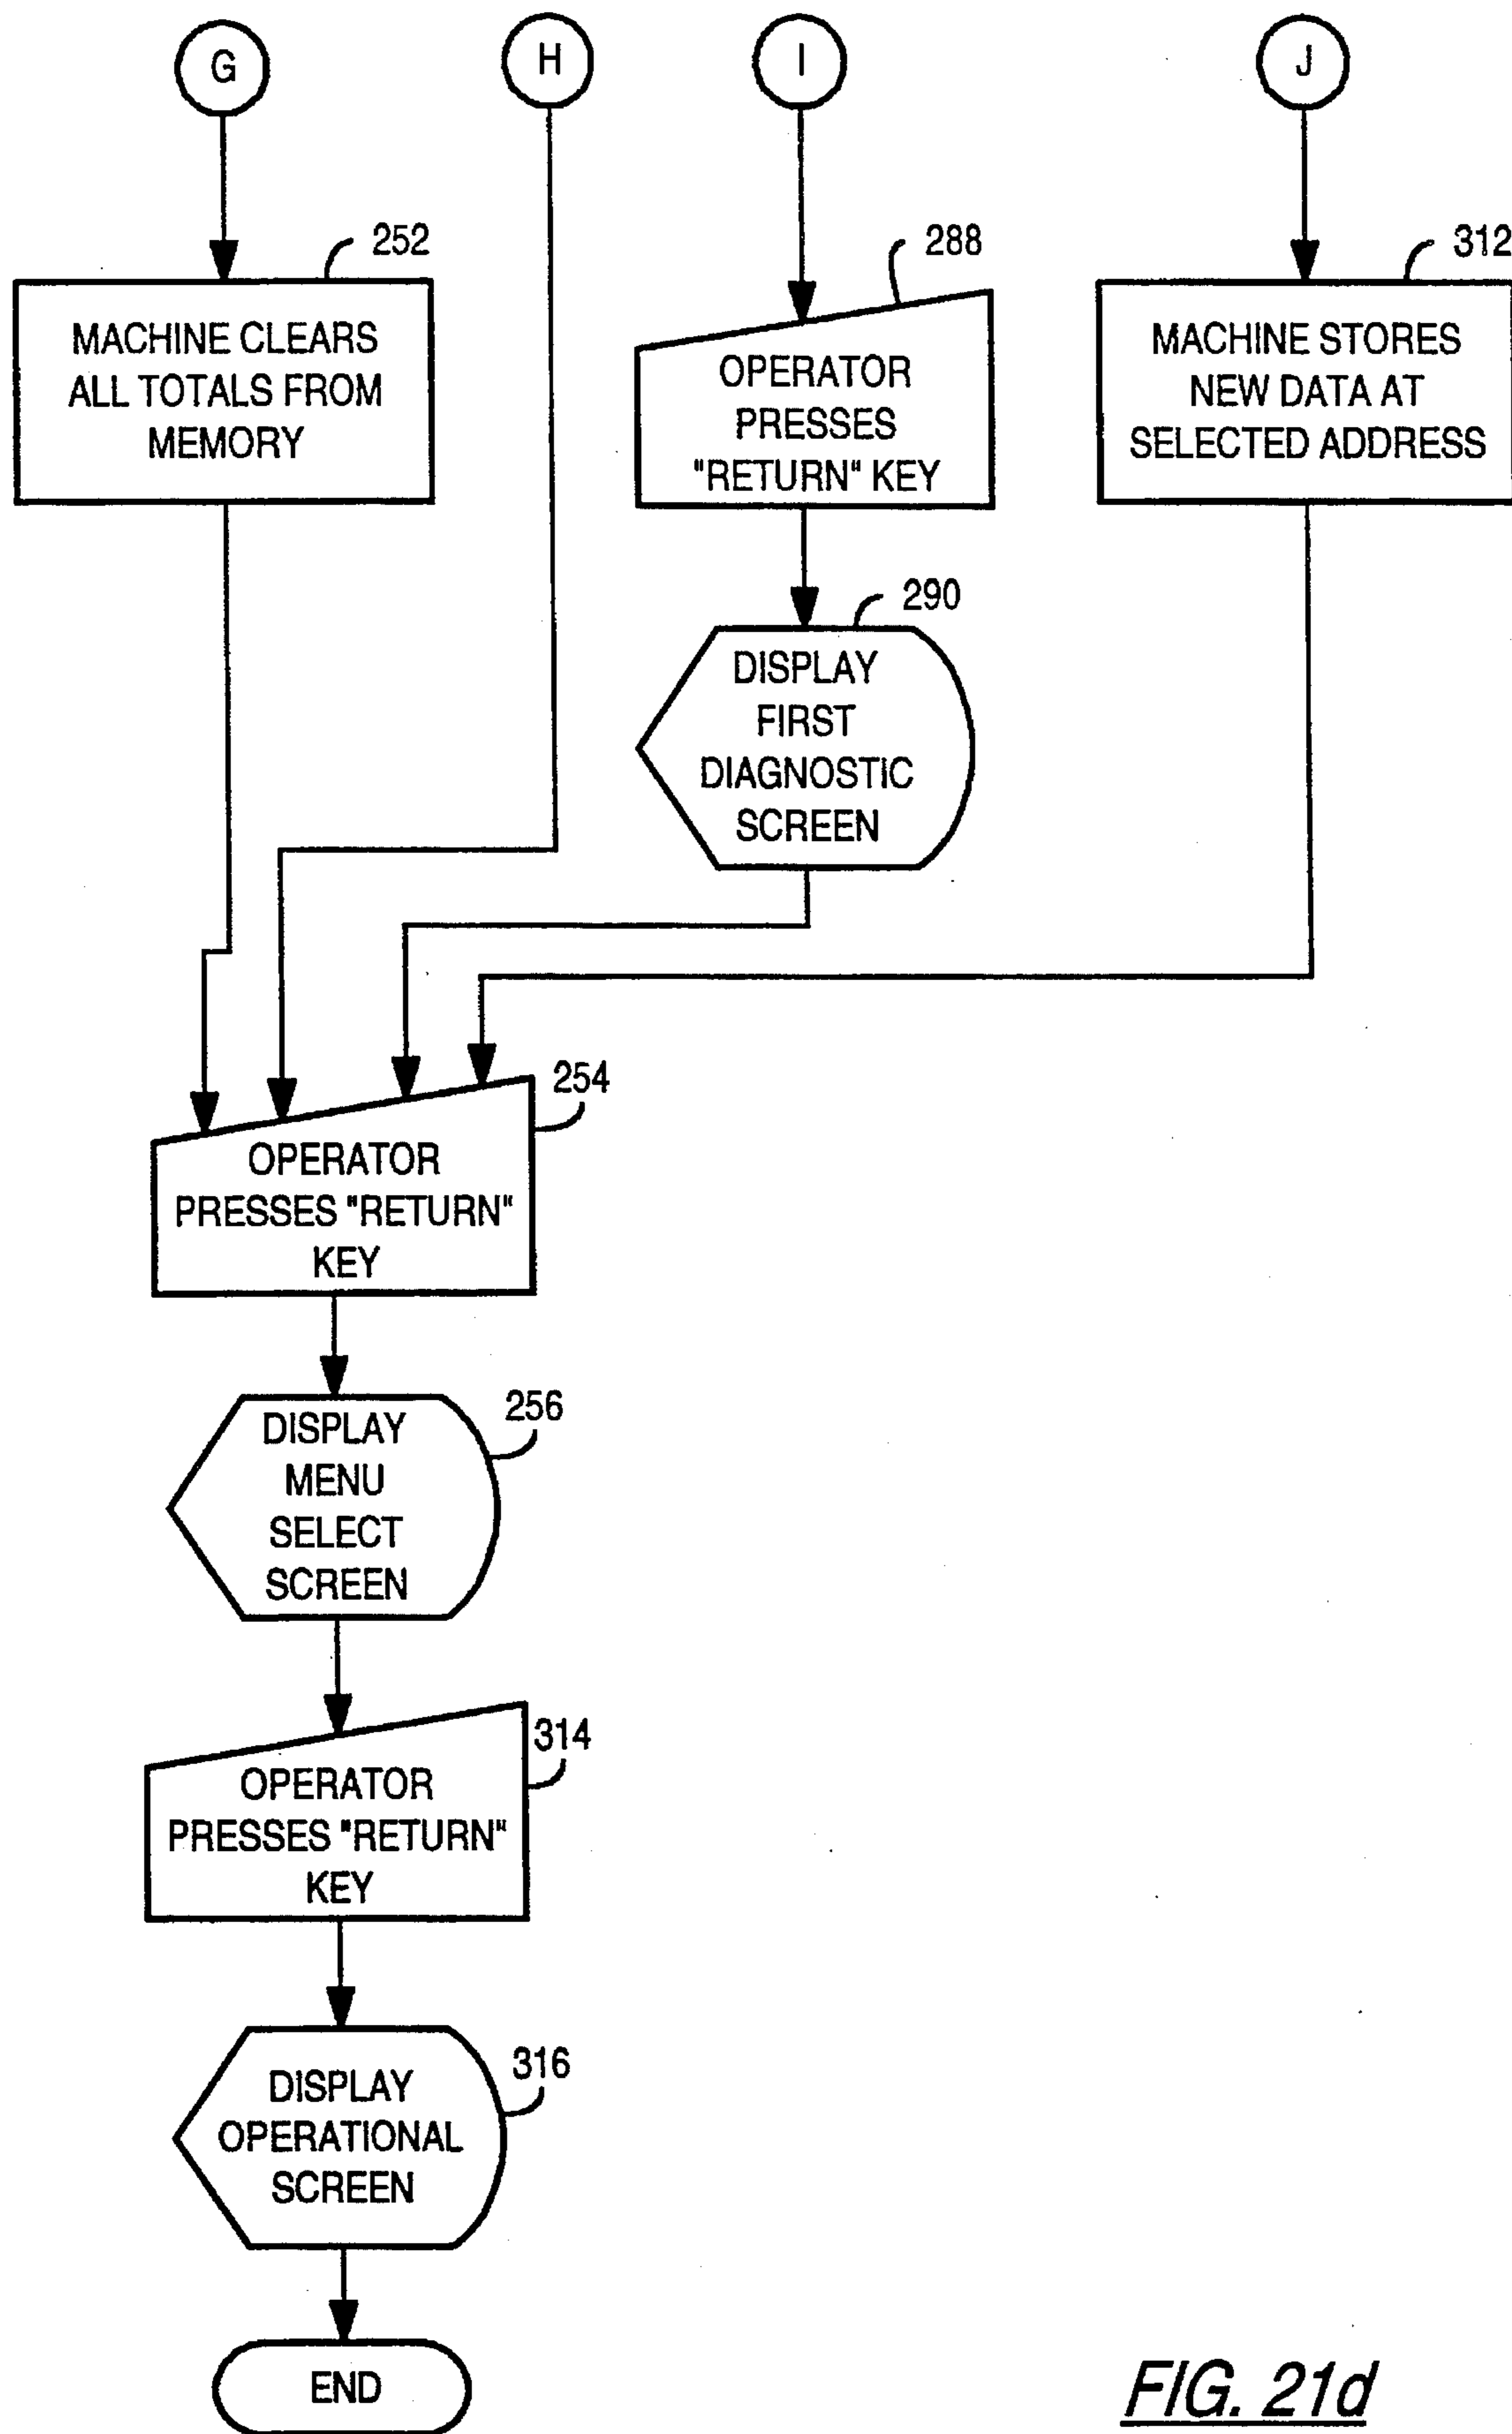 G
H
I
J
252
MACHINE CLEARS
ALL TOTALS FROM
MEMORY
288
OPERATOR
PRESSES
"RETURN" KEY
312
MACHINE STORES
NEW DATA AT
SELECTED ADDRESS
290
DISPLAY
FIRST
DIAGNOSTIC
SCREEN
254
OPERATOR
PRESSES "RETURN"
KEY
256
DISPLAY
MENU
SELECT
SCREEN
314
OPERATOR
PRESSES "RETURN"
KEY
316
DISPLAY
OPERATIONAL
SCREEN
END
FIG. 21d